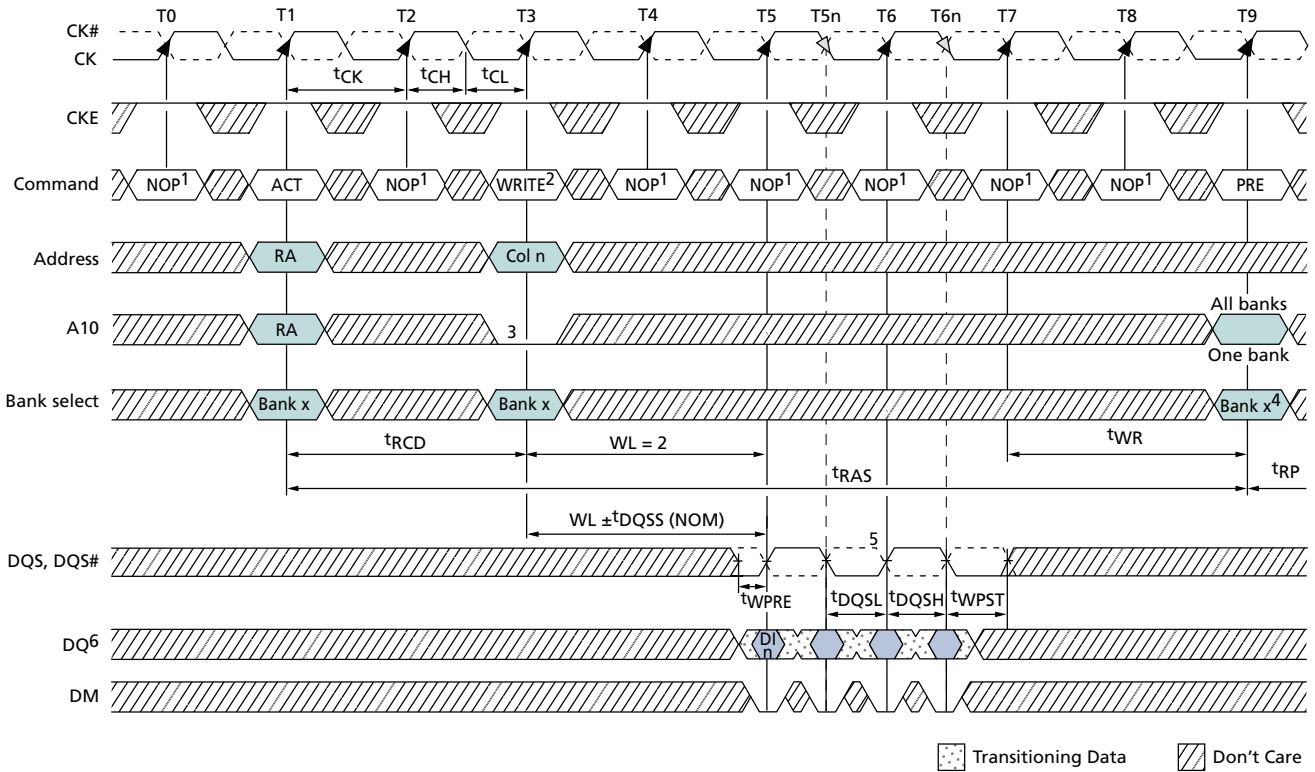 T0 T1 T2 T3 T4 T5 T5n T6 T6n T7 T8 T9
CK#
CK
tCK tCH tCL
CKE
Command NOP1 ACT NOP1 WRITE2 NOP1 NOP1 NOP1 NOP1 NOP1 PRE
Address RA Col n
All banks
A10 RA 3
One bank
Bank select Bank x Bank x Bank x4
tRCD WL = 2 tWR
tRAS tRP
WL ±tDQSS (NOM)
5
DQS, DQS#
tWPRE tDQSL tDQSH tWPST
DQ6 DI
n
DM
Transitioning Data Don't Care